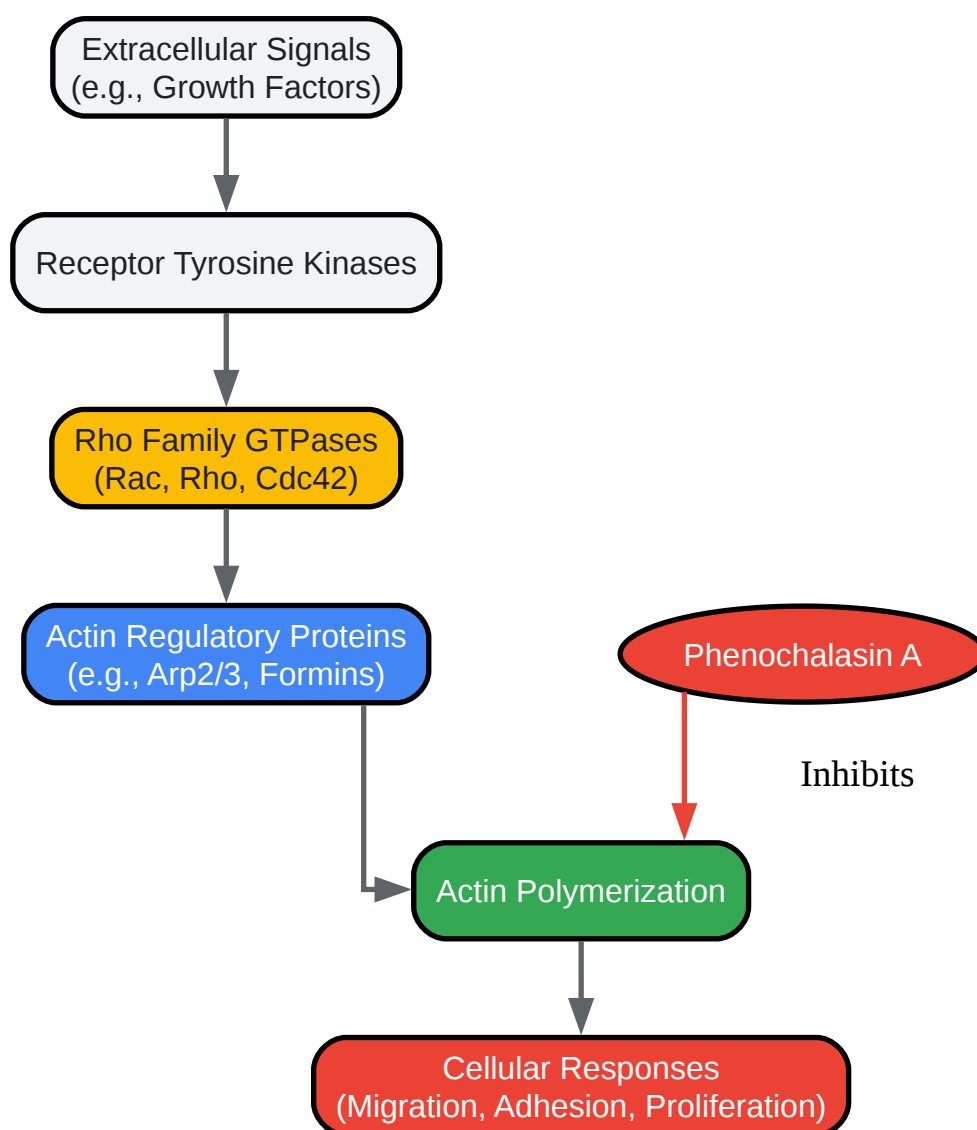 Extracellular Signals
(e.g., Growth Factors)
Receptor Tyrosine Kinases
Rho Family GTPases
(Rac, Rho, Cdc42)
Actin Regulatory Proteins
(e.g., Arp2/3, Formins)
Phenochalasin A
Inhibits
Actin Polymerization
Cellular Responses
(Migration, Adhesion, Proliferation)